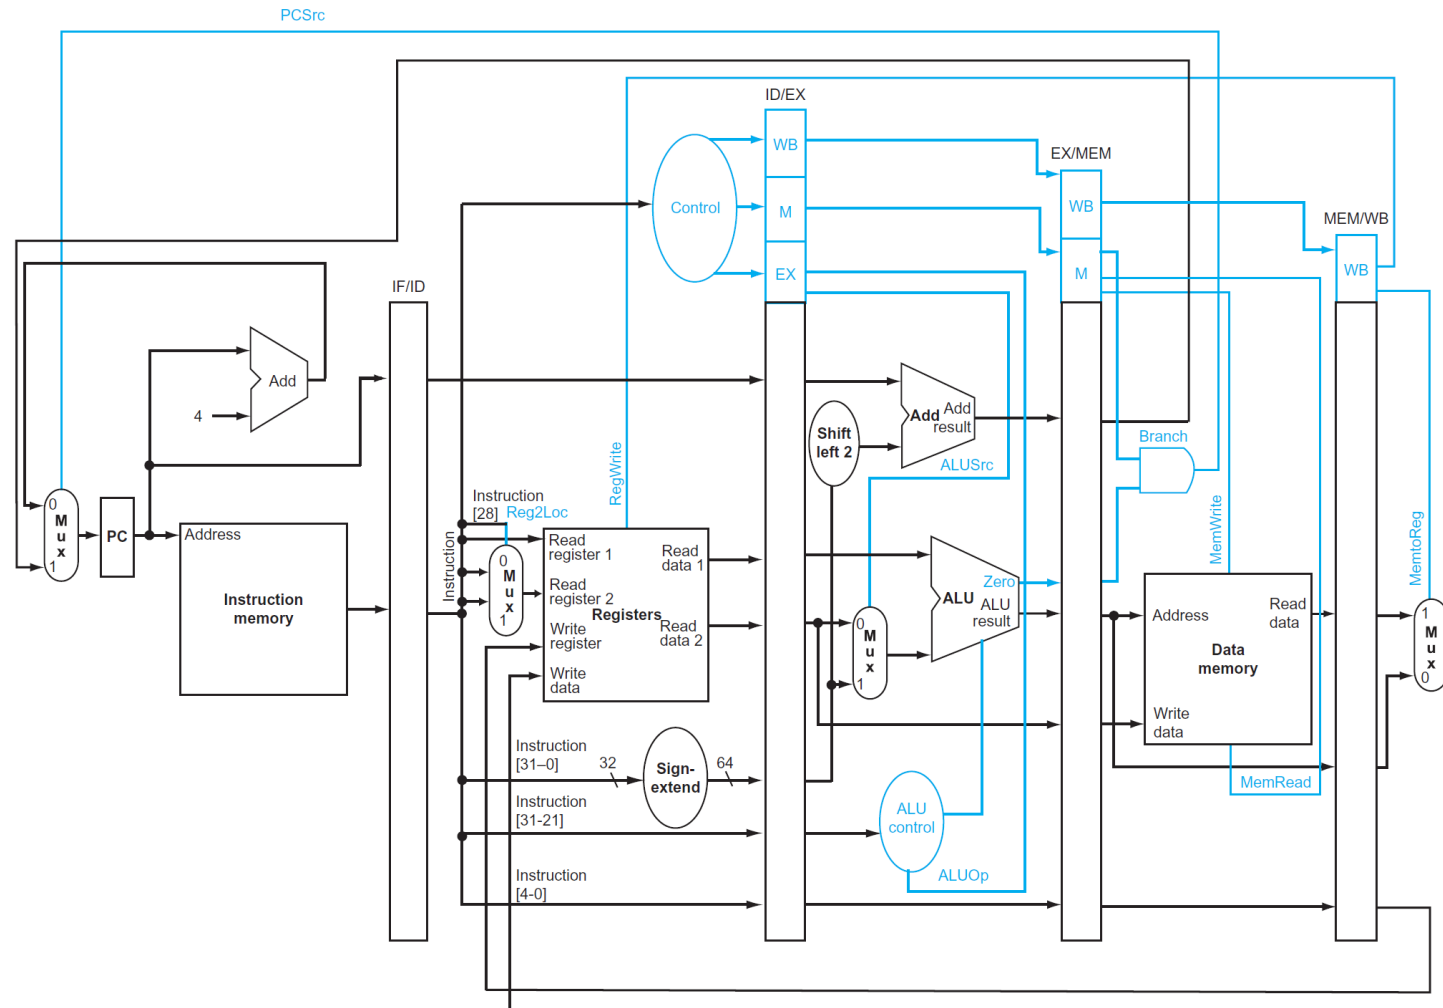 PCSrc
ID/EX
WB
EX/MEM
Control
M
WB
MEM/WB
EX
M
WB
IF/ID
Add
4
Add
Add
result
Shift
left 2
Branch
ALUSrc
RegWrite
MemWrite
MemtoReg
Instruction
[28]
Reg2Loc
0
Mux
1
PC
Address
Instruction
memory
Instruction
0
Mux
1
Read
register 1
Read
register 2
Write
register
Write
data
Registers
Read
data 1
Read
data 2
0
Mux
1
Zero
ALU
ALU
result
Address
Read
data
Data
memory
Write
data
1
Mux
0
MemRead
Instruction
[31–0]
32
Sign-
extend
64
Instruction
[31-21]
ALU
control
ALUOp
Instruction
[4-0]